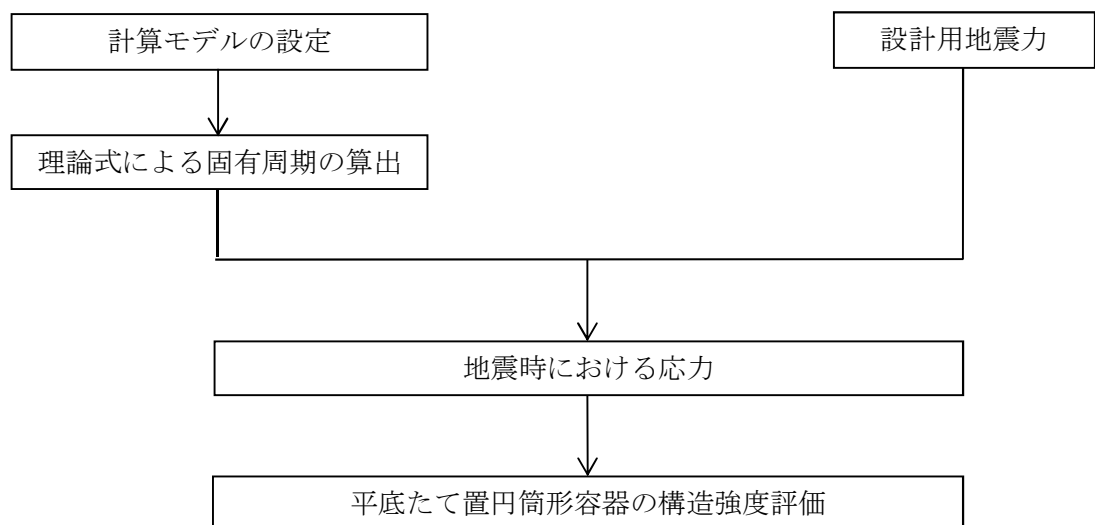 計算モデルの設定
設計用地震力
理論式による固有周期の算出
地震時における応力
平底たて置円筒形容器の構造強度評価